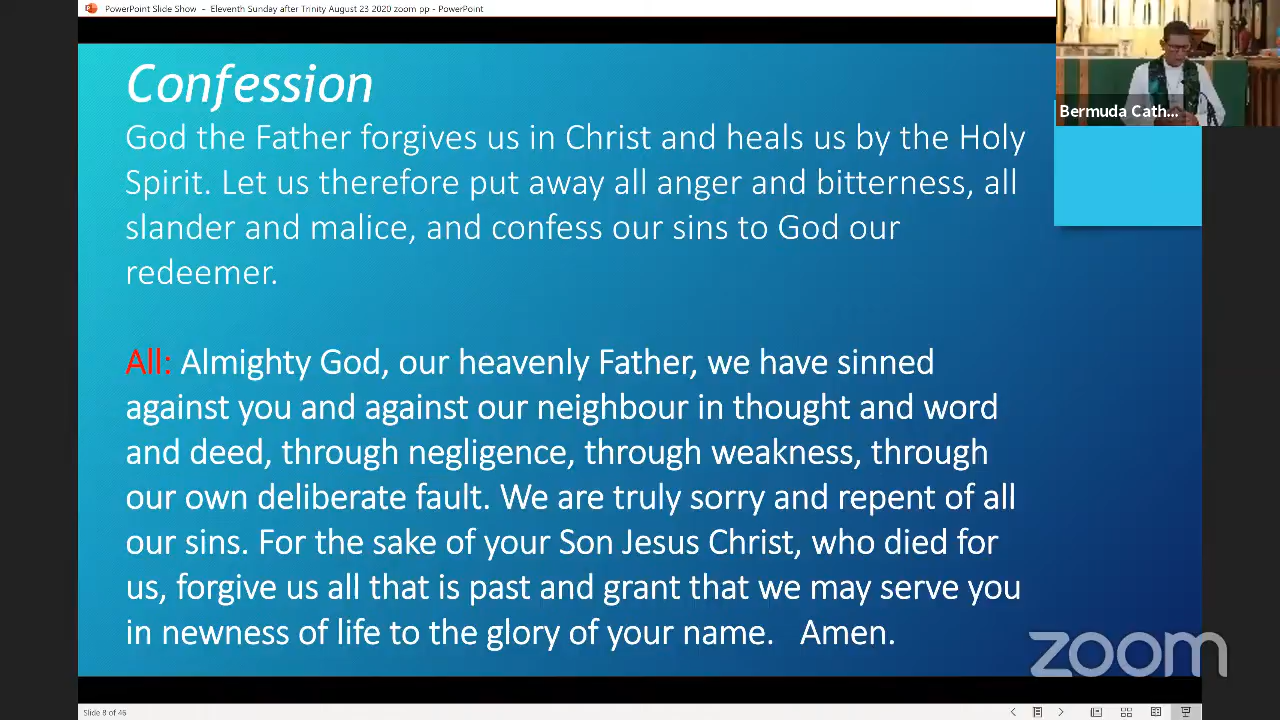 PowerPoint Slide Show - Eleventh Sunday after Trinity August 23 2020 zoom pp - PowerPoint
Confession
God the Father forgives us in Christ and heals us by the Holy
Spirit. Let us therefore put away all anger and bitterness, all
slander and malice, and confess our sins to God our
redeemer.
All: Almighty God, our heavenly Father, we have sinned
against you and against our neighbour in thought and word
and deed, through negligence, through weakness, through
our own deliberate fault. We are truly sorry and repent of all
our sins. For the sake of your Son Jesus Christ, who died for
us, forgive us all that is past and grant that we may serve you
in newness of life to the glory of your name. Amen.
Bermuda Cath...
zoom
Slide 8 of 46